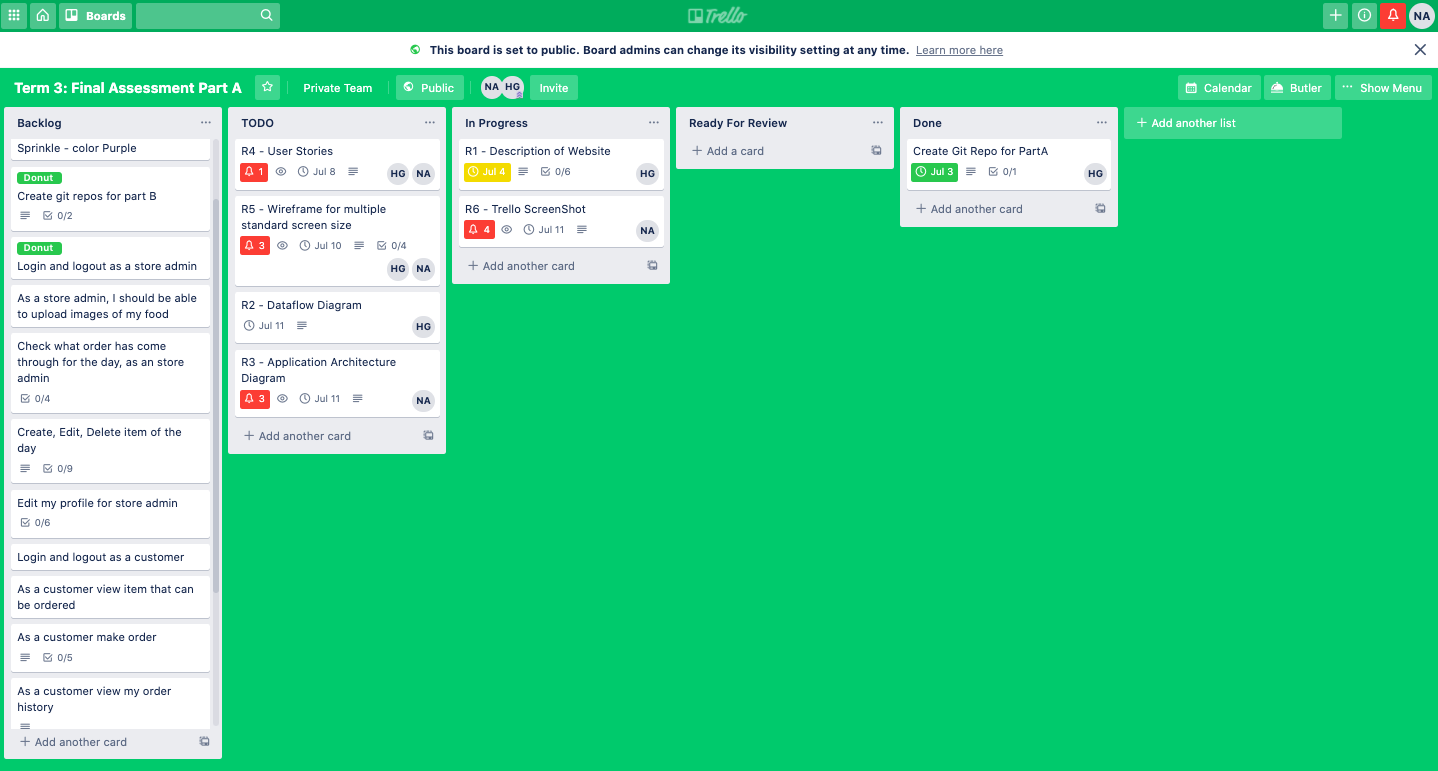 Boards
Trello
NA
This board is set to public. Board admins can change its visibility setting at any time. Learn more here
Term 3: Final Assessment Part A
Private Team
Public
NA HG
Invite
Calendar
Butler
Show Menu
Backlog
Sprinkle - color Purple
Donut
Create git repos for part B
0/2
Donut
Login and logout as a store admin
As a store admin, I should be able
to upload images of my food
Check what order has come
through for the day, as an store
admin
0/4
Create, Edit, Delete item of the
day
0/9
Edit my profile for store admin
0/6
Login and logout as a customer
As a customer view item that can
be ordered
As a customer make order
0/5
As a customer view my order
history
Add another card
TODO
R4 - User Stories
1 Jul 8 HG NA
R5 - Wireframe for multiple
standard screen size
3 Jul 10 0/4
HG NA
R2 - Dataflow Diagram
Jul 11 HG
R3 - Application Architecture
Diagram
3 Jul 11 NA
Add another card
In Progress
R1 - Description of Website
Jul 4 0/6 HG
R6 - Trello ScreenShot
4 Jul 11 NA
Add another card
Ready For Review
Add a card
Done
Create Git Repo for PartA
Jul 3 0/1 HG
Add another card
Add another list